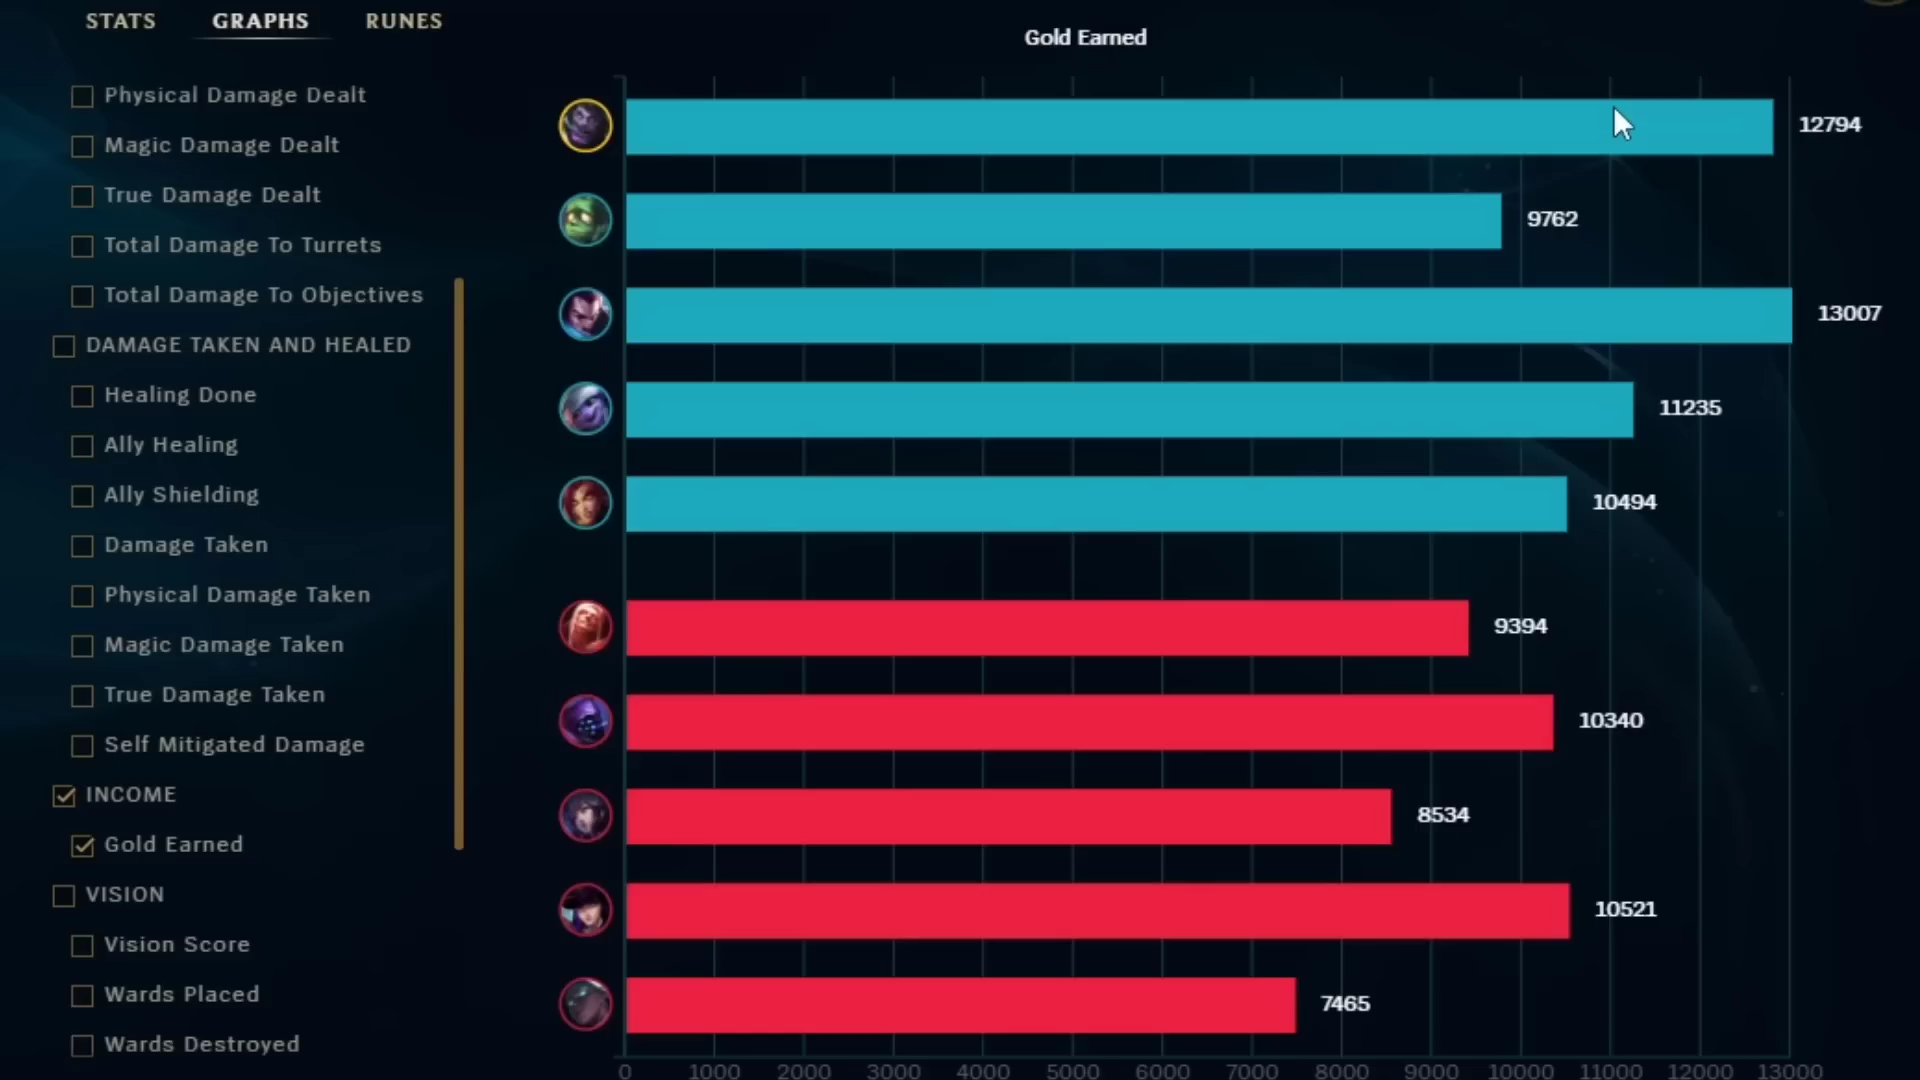 STATS GRAPHS RUNES
Gold Earned
Physical Damage Dealt
Magic Damage Dealt
True Damage Dealt
Total Damage To Turrets
Total Damage To Objectives
DAMAGE TAKEN AND HEALED
Healing Done
Ally Healing
Ally Shielding
Damage Taken
Physical Damage Taken
Magic Damage Taken
True Damage Taken
Self Mitigated Damage
INCOME
Gold Earned
VISION
Vision Score
Wards Placed
Wards Destroyed
12794
9762
13007
11235
10494
9394
10340
8534
10521
7465
0 1000 2000 3000 4000 5000 6000 7000 8000 9000 10000 11000 12000 13000